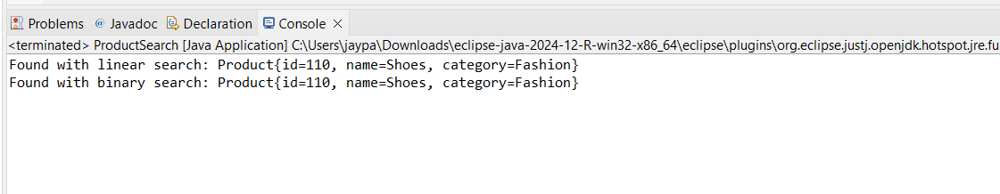 Problems @ Javadoc Declaration Console
<terminated> ProductSearch [Java Application] C:\Users\jaypa\Downloads\eclipse-java-2024-12-R-win32-x86_64\eclipse\plugins\org.eclipse.justj.openjdk.hotspot.jre.fu
Found with linear search: Product{id=110, name=Shoes, category=Fashion}
Found with binary search: Product{id=110, name=Shoes, category=Fashion}